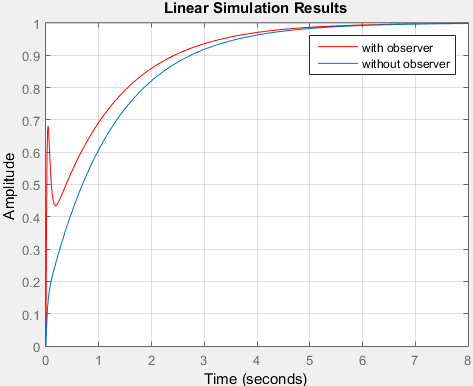 Linear Simulation Results
with observer
without observer
Amplitude
1
0.9
0.8
0.7
0.6
0.5
0.4
0.3
0.2
0.1
0
0 1 2 3 4 5 6 7 8
Time (seconds)